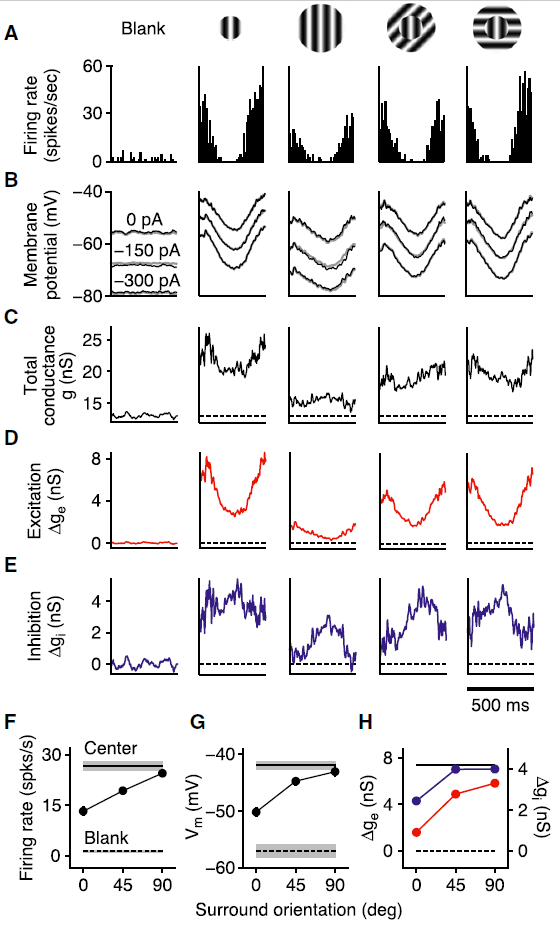 A
Blank
Firing rate
(spikes/sec)
60
30
0
B
Membrane
potential (mV)
−40
−60
−80
0 pA
−150 pA
−300 pA
C
Total
conductance
g (nS)
25
20
15
D
Excitation
Δge (nS)
8
4
0
E
Inhibition
Δgi (nS)
4
2
0
500 ms
F
Firing rate (spks/s)
30
15
0
Center
Blank
0 45 90
G
Vm (mV)
−40
−50
−60
0 45 90
H
Δge (nS)
8
4
0
4
2
0
Δgi (nS)
0 45 90
Surround orientation (deg)